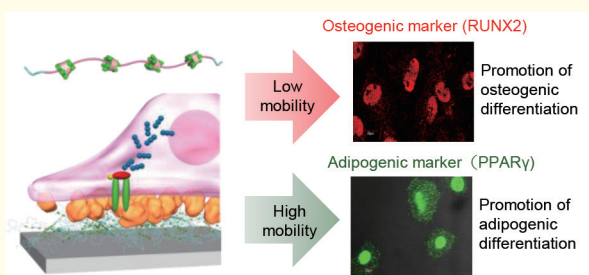 Osteogenic marker (RUNX2)
Low
mobility
Promotion of
osteogenic
differentiation
Adipogenic marker (PPARγ)
High
mobility
Promotion of
adipogenic
differentiation